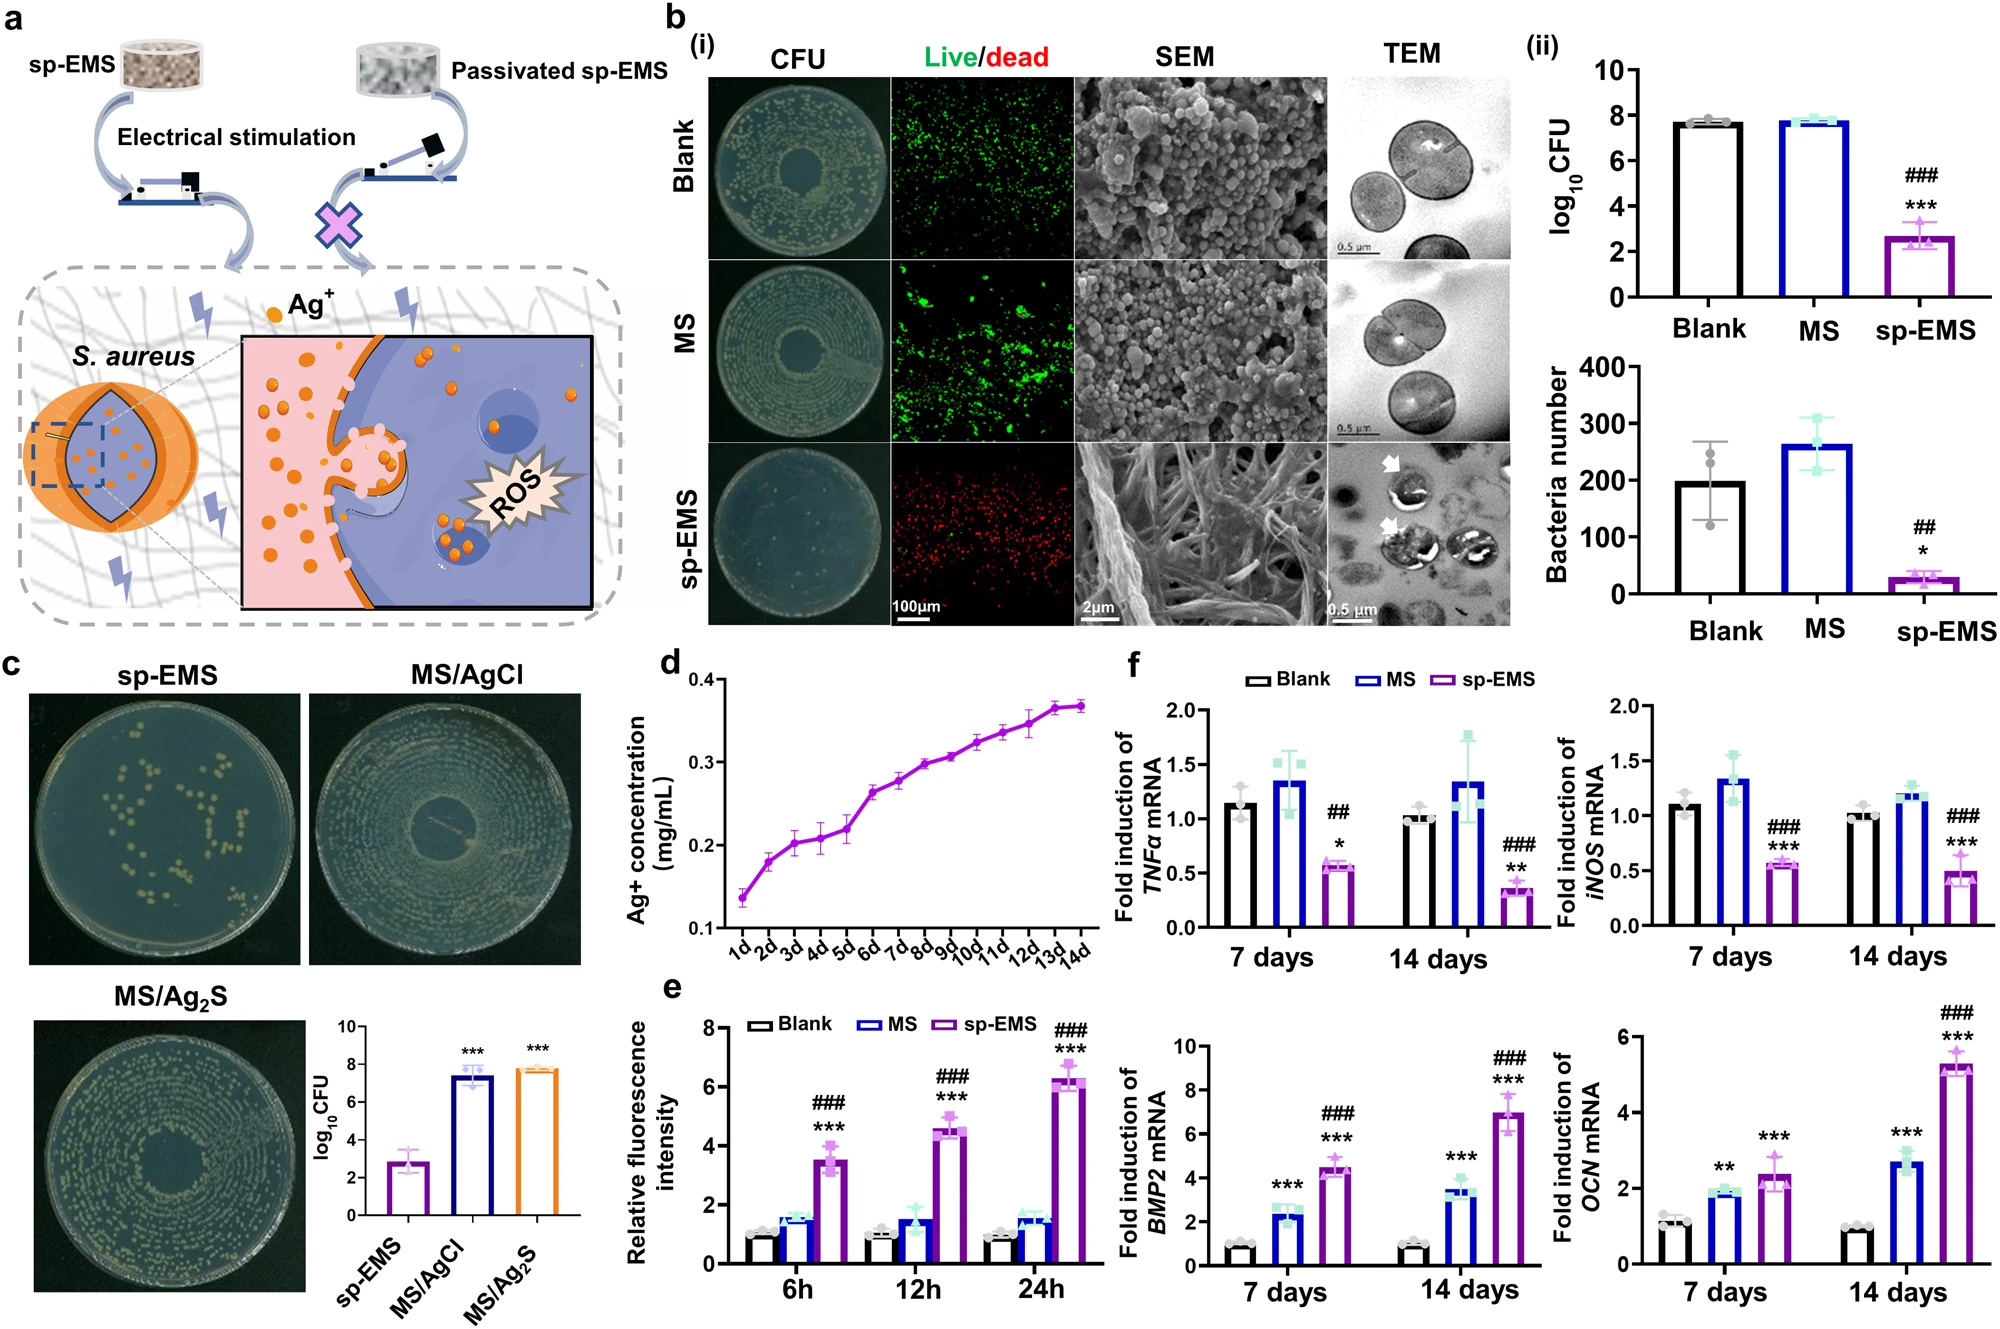 a
sp-EMS
Passivated sp-EMS
Electrical stimulation
Ag⁺
S. aureus
ROS
b
(i)
CFU
Live/dead
SEM
TEM
Blank
0.5 μm
MS
0.5 μm
sp-EMS
100μm
2μm
0.5 μm
(ii)
log₁₀CFU
10
8
6
4
2
0
Blank
MS
sp-EMS
###
***
Bacteria number
400
300
200
100
0
Blank
MS
sp-EMS
##
*
c
sp-EMS
MS/AgCl
MS/Ag₂S
log₁₀CFU
10
8
6
4
2
0
***
***
sp-EMS
MS/AgCl
MS/Ag₂S
d
Ag+ concentration
(mg/mL)
0.4
0.3
0.2
0.1
1d
2d
3d
4d
5d
6d
7d
8d
9d
10d
11d
12d
13d
14d
e
Relative fluorescence
intensity
Blank
MS
sp-EMS
8
6
4
2
0
###
***
###
***
###
***
6h
12h
24h
f
Blank
MS
sp-EMS
Fold induction of
TNFα mRNA
2.0
1.5
1.0
0.5
0.0
##
*
###
**
7 days
14 days
Fold induction of
iNOS mRNA
2.0
1.5
1.0
0.5
0.0
###
***
###
***
7 days
14 days
Fold induction of
BMP2 mRNA
10
8
6
4
2
0
***
###
***
***
###
***
7 days
14 days
Fold induction of
OCN mRNA
6
4
2
0
**
***
***
###
***
7 days
14 days